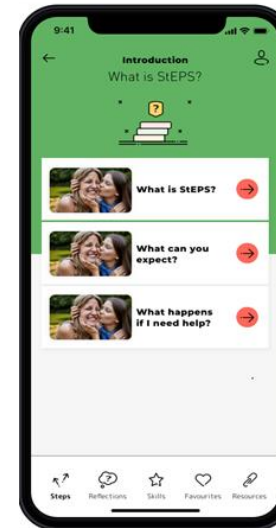 9:41
Introduction
What is StEPS?
?
What is StEPS?
What can you
expect?
What happens
if I need help?
?
Steps Reflections Skills Favourites Resources